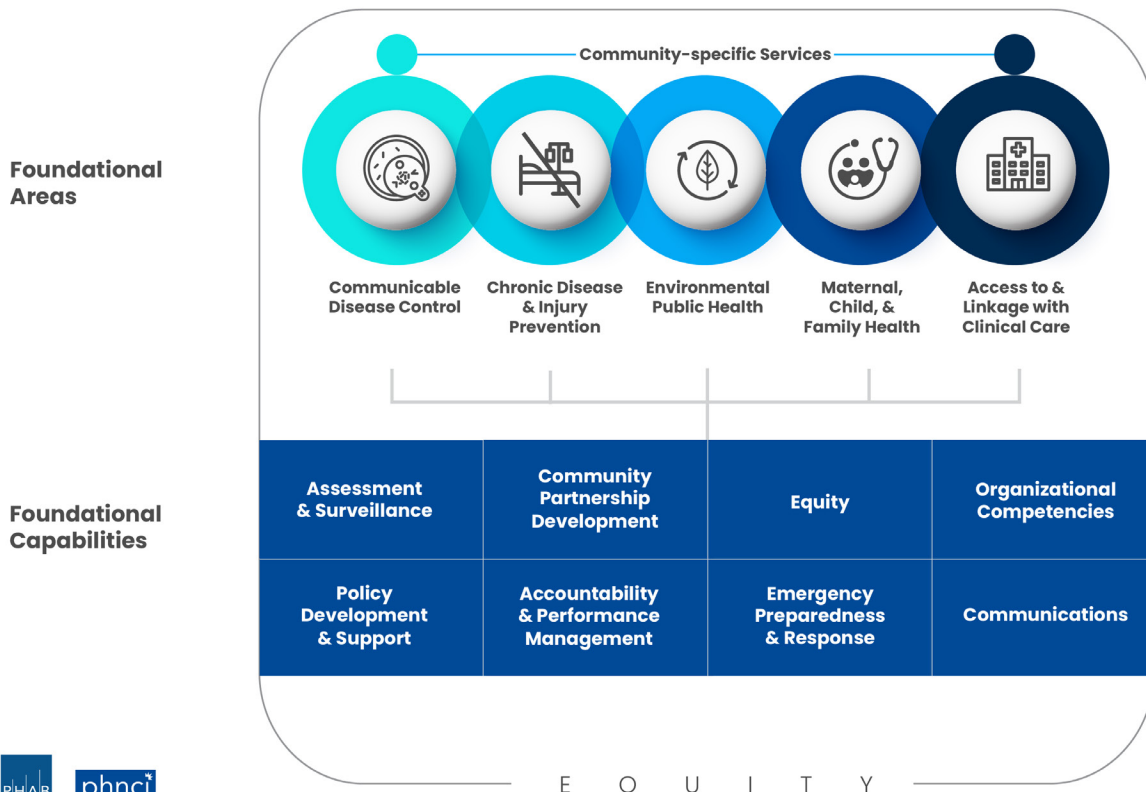 Community-specific Services
Foundational
Areas
Communicable
Disease Control
Chronic Disease
& Injury
Prevention
Environmental
Public Health
Maternal,
Child, &
Family Health
Access to &
Linkage with
Clinical Care
Foundational
Capabilities
Assessment
& Surveillance
Community
Partnership
Development
Equity
Organizational
Competencies
Policy
Development
& Support
Accountability
& Performance
Management
Emergency
Preparedness
& Response
Communications
PHAB
phnci
E Q U I T Y